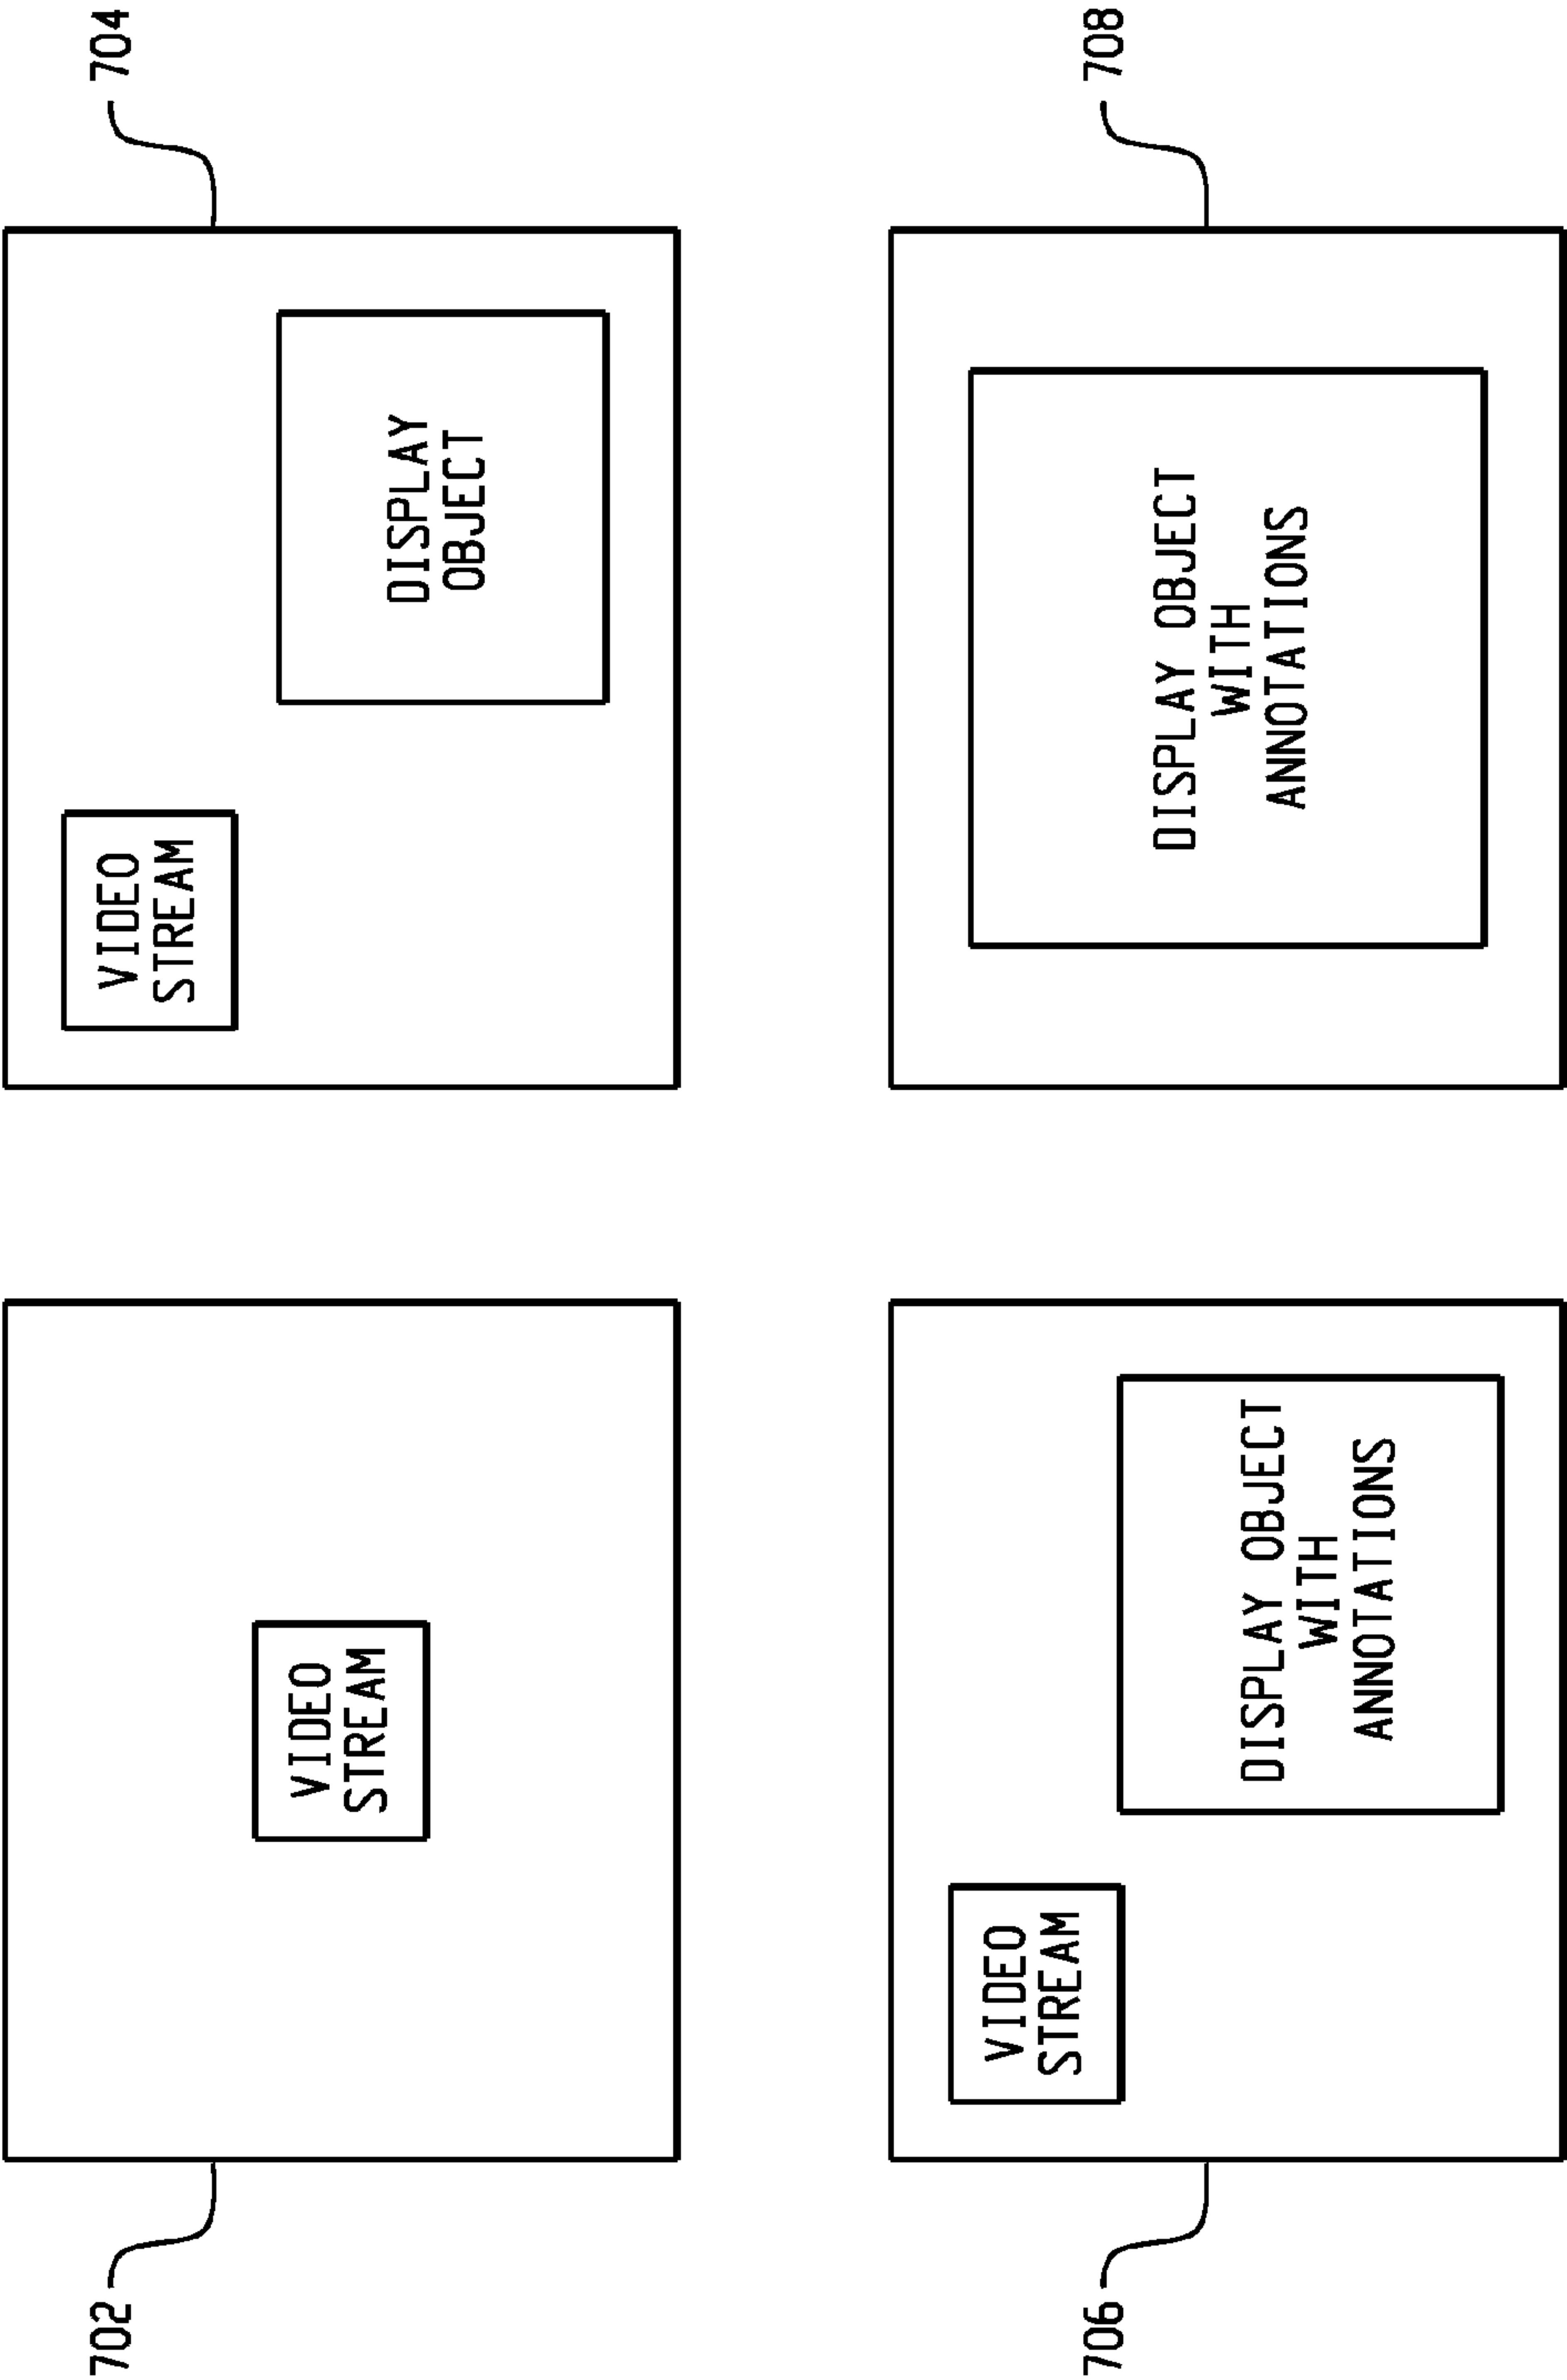 702
VIDEO
STREAM
VIDEO
STREAM
DISPLAY
OBJECT
704
706
VIDEO
STREAM
DISPLAY OBJECT
WITH
ANNOTATIONS
DISPLAY OBJECT
WITH
ANNOTATIONS
708